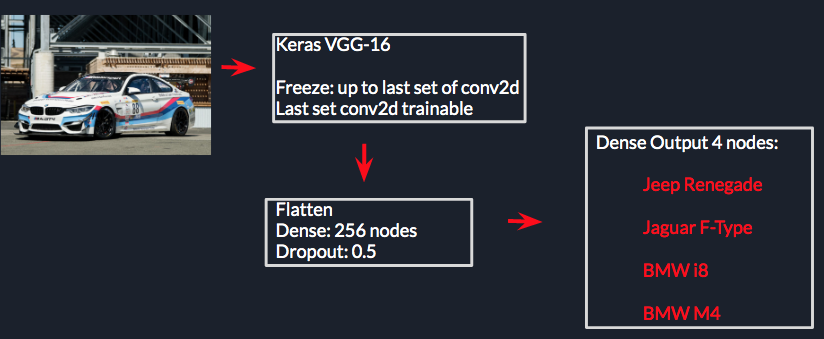 Keras VGG-16
Freeze: up to last set of conv2d
Last set conv2d trainable
Flatten
Dense: 256 nodes
Dropout: 0.5
Dense Output 4 nodes:
Jeep Renegade
Jaguar F-Type
BMW i8
BMW M4